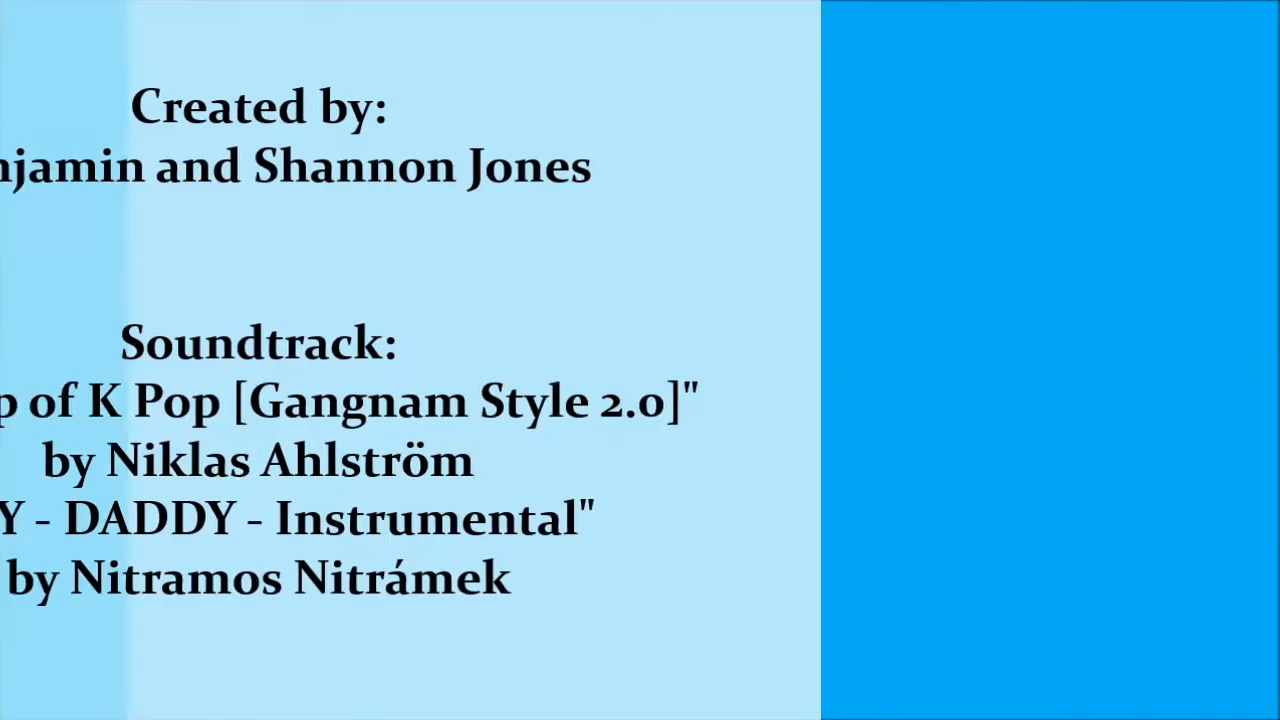 Created by:
njamin and Shannon Jones
Soundtrack:
p of K Pop [Gangnam Style 2.0]"
by Niklas Ahlström
Y - DADDY - Instrumental"
by Nitramos Nitrámek